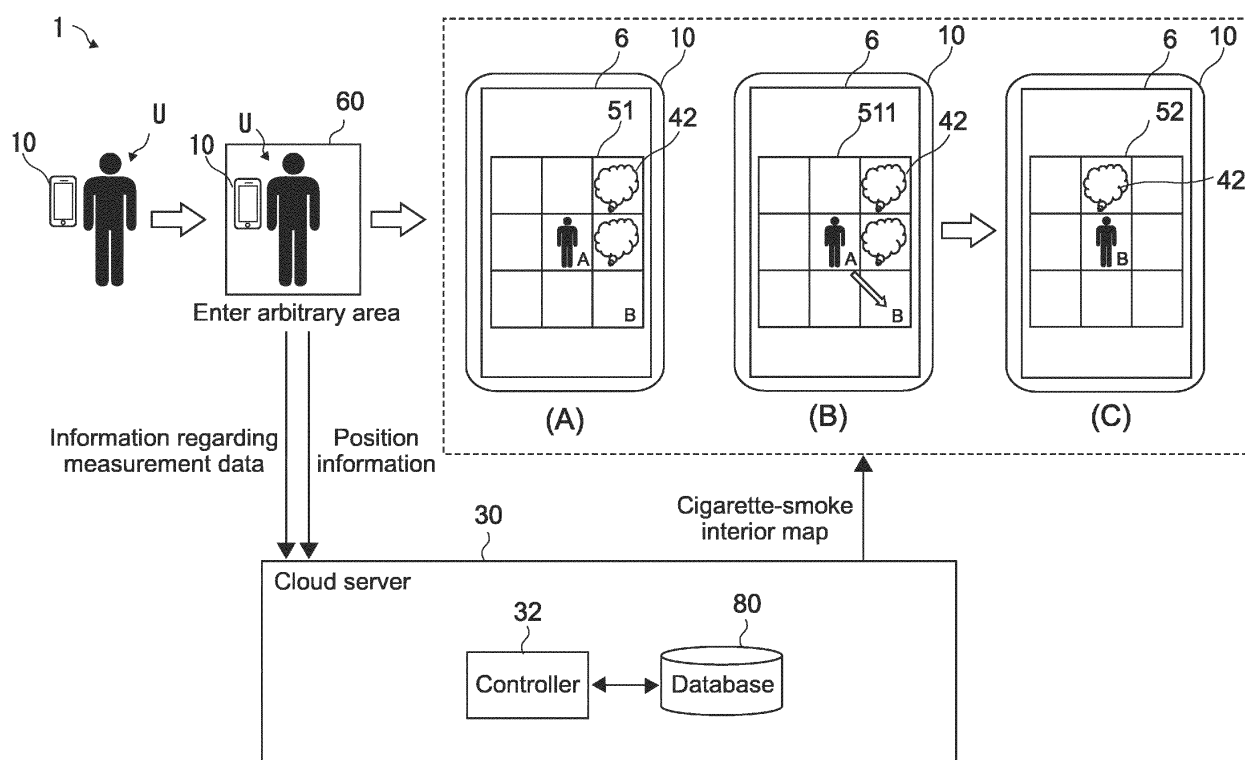 1
6
10
6
10
6
10
U
60
51
42
511
42
52
10
U
10
42
A
A
B
B
B
Enter arbitrary area
(A)
(B)
(C)
Information regarding
measurement data
Position
information
Cigarette-smoke
interior map
30
Cloud server
32
80
Controller
Database